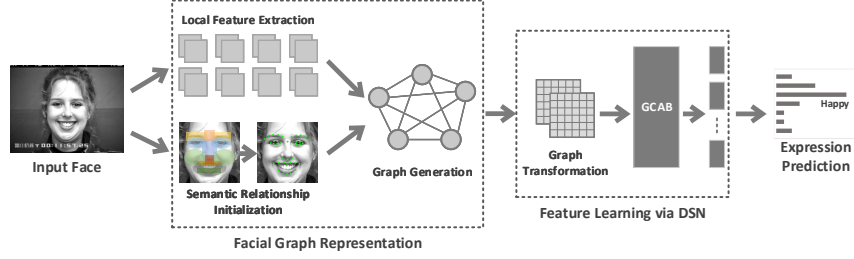 Local Feature Extraction
Input Face
Semantic Relationship
Initialization
Graph Generation
Facial Graph Representation
Graph
Transformation
GCAB
Feature Learning via DSN
Happy
Expression
Prediction